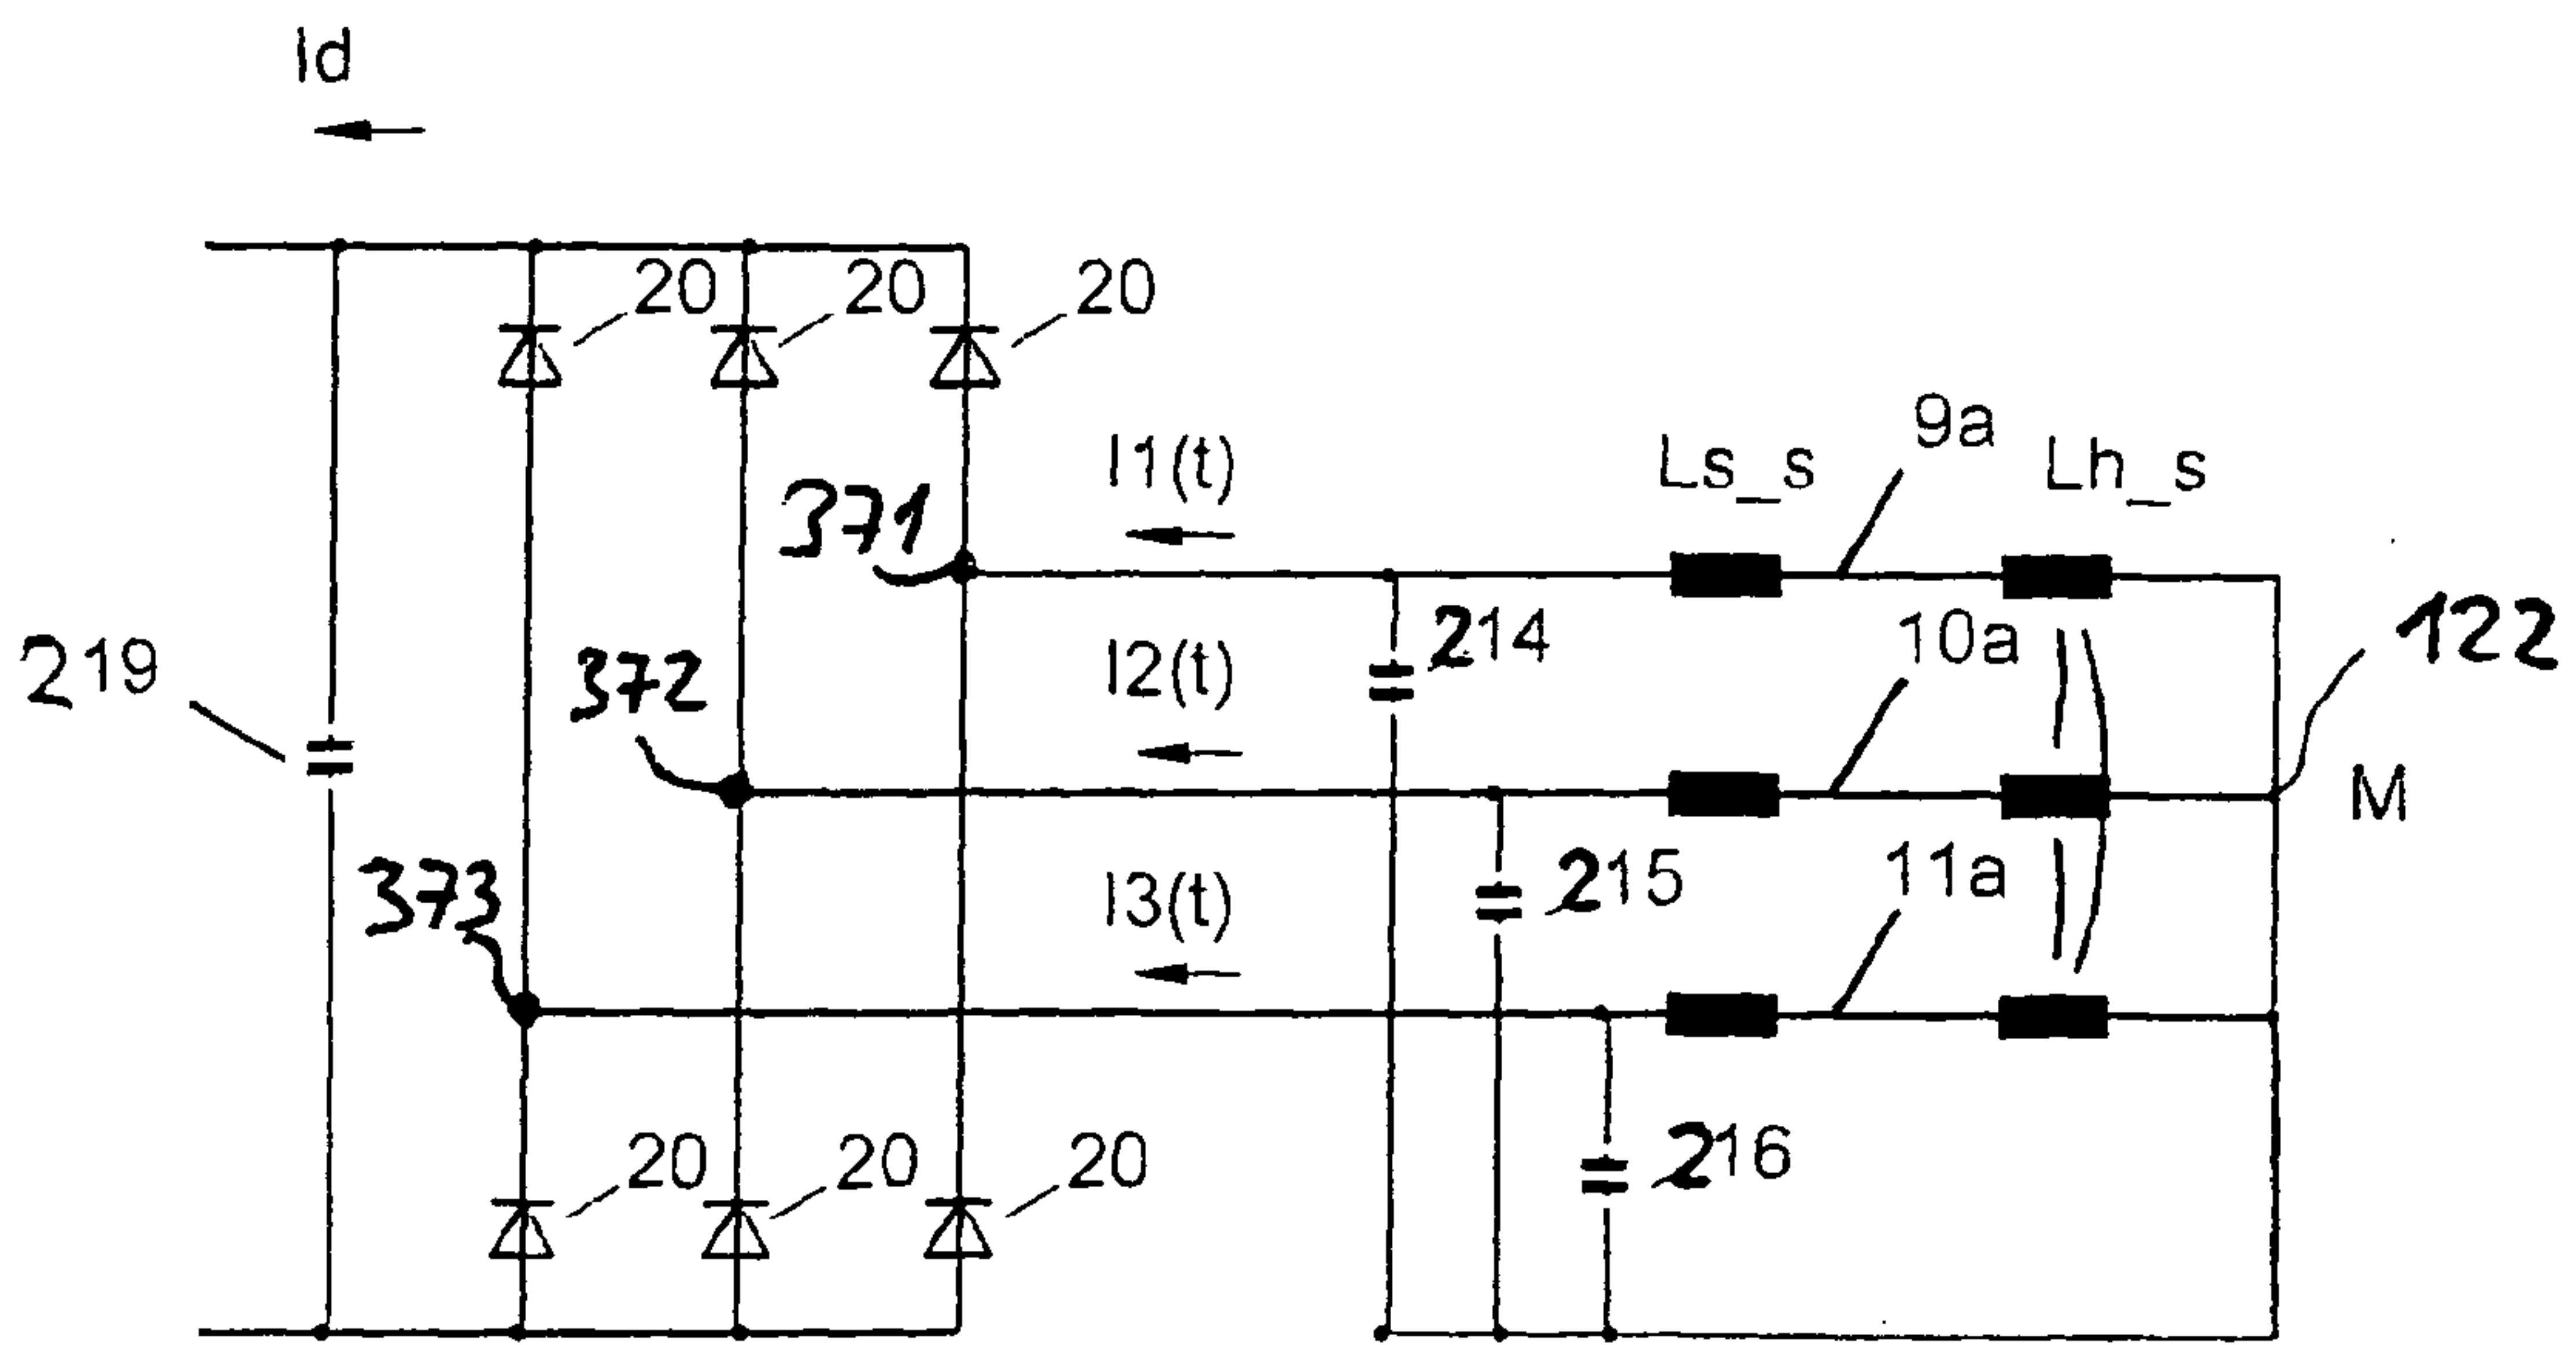 Id
20 20 20
I1(t) Ls_s 9a Lh_s
371
219 372 I2(t) 214 10a 122
M
373 I3(t) 215 11a
20 20 20 216